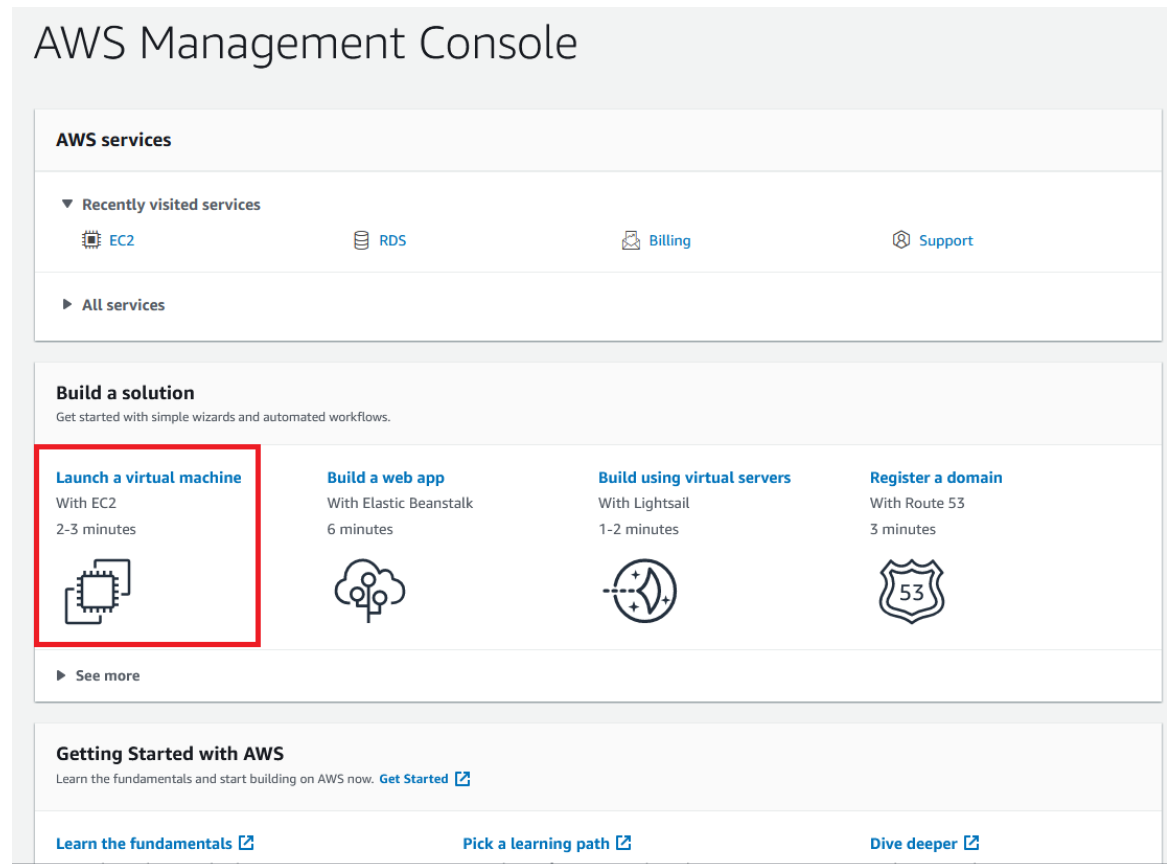 AWS Management Console
AWS services
Recently visited services
EC2
RDS
Billing
Support
All services
Build a solution
Get started with simple wizards and automated workflows.
Launch a virtual machine
With EC2
2-3 minutes
Build a web app
With Elastic Beanstalk
6 minutes
Build using virtual servers
With Lightsail
1-2 minutes
Register a domain
With Route 53
3 minutes
53
See more
Getting Started with AWS
Learn the fundamentals and start building on AWS now. Get Started
Learn the fundamentals
Pick a learning path
Dive deeper